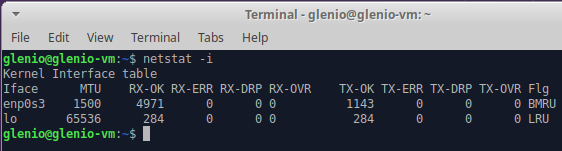 Terminal - glenio@glenio-vm: ~
File Edit View Terminal Tabs Help
glenio@glenio-vm:~$ netstat -i
Kernel Interface table
Iface MTU RX-OK RX-ERR RX-DRP RX-OVR TX-OK TX-ERR TX-DRP TX-OVR Flg
enp0s3 1500 4971 0 0 0 1143 0 0 0 BMRU
lo 65536 284 0 0 0 284 0 0 0 LRU
glenio@glenio-vm:~$